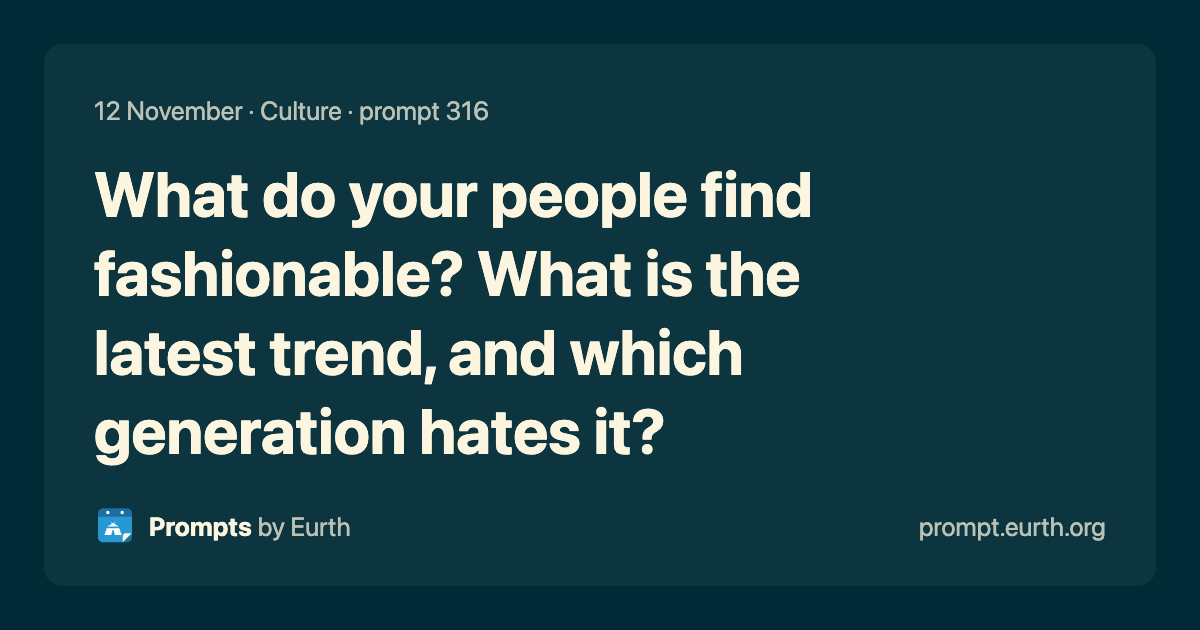 12 November · Culture · prompt 316
What do your people find
fashionable? What is the
latest trend, and which
generation hates it?
Prompts by Eurth
prompt.eurth.org